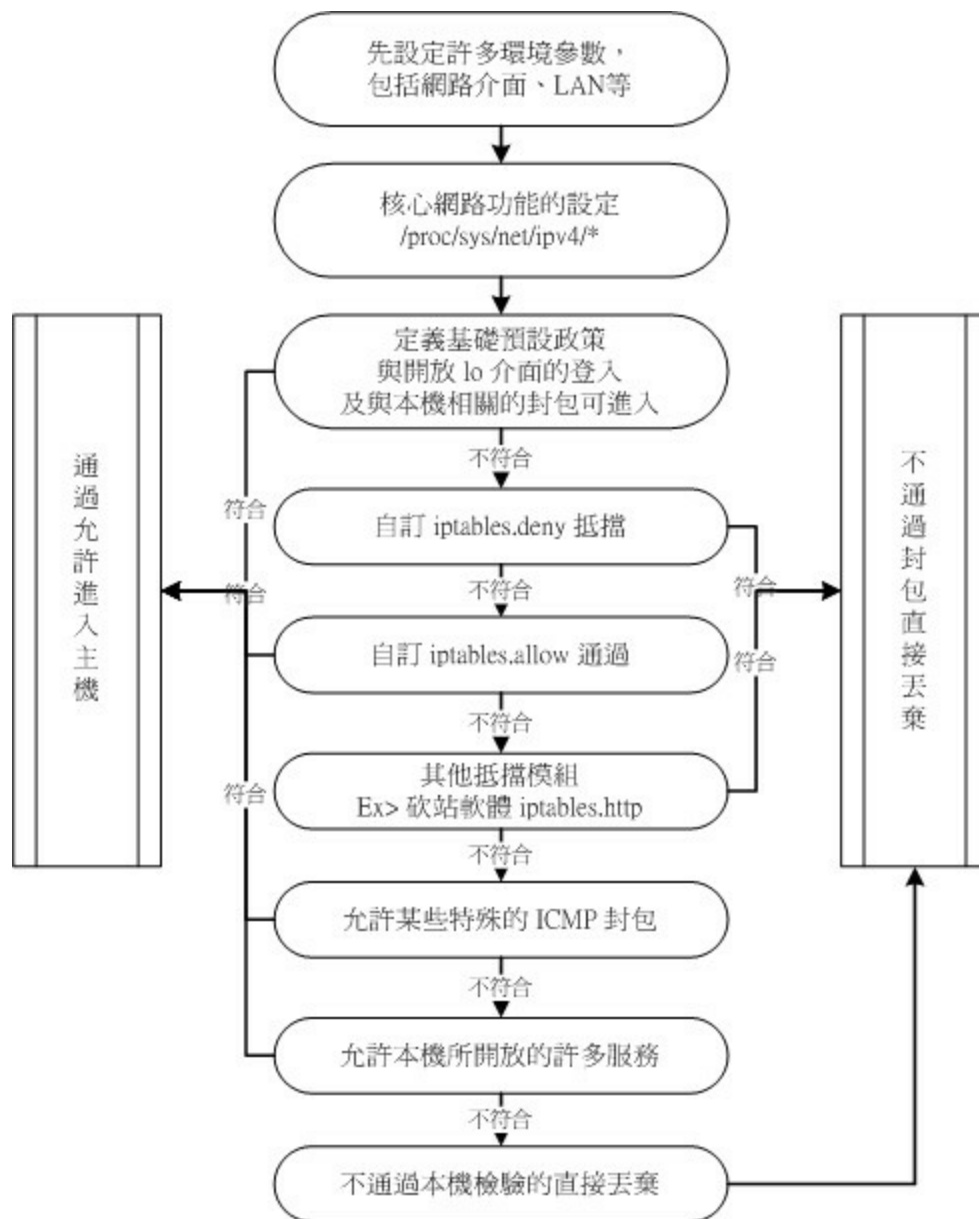 先設定許多環境參數，
包括網路介面、LAN等
核心網路功能的設定
/proc/sys/net/ipv4/*
定義基礎預設政策
與開放 lo 介面的登入
及與本機相關的封包可進入
不符合
符合
自訂 iptables.deny 抵擋
符合
不符合
符合
自訂 iptables.allow 通過
符合
不符合
其他抵擋模組
Ex> 砍站軟體 iptables.http
符合
不符合
允許某些特殊的 ICMP 封包
不符合
允許本機所開放的許多服務
不符合
不通過本機檢驗的直接丟棄
通過允許進入主機
不通過封包直接丟棄